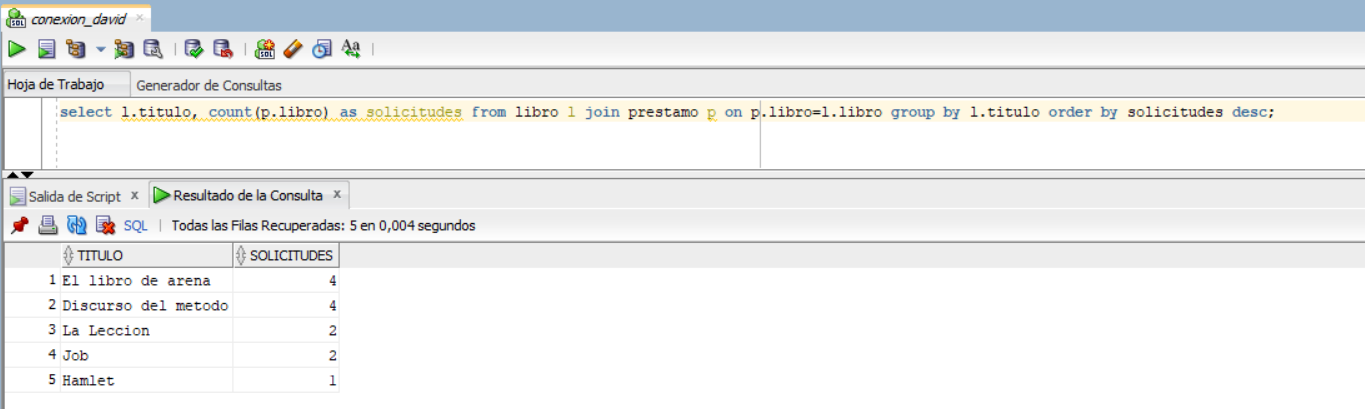 conexion_david
Hoja de Trabajo Generador de Consultas
select l.titulo, count(p.libro) as solicitudes from libro l join prestamo p on p.libro=l.libro group by l.titulo order by solicitudes desc;
Salida de Script x Resultado de la Consulta x
SQL | Todas las Filas Recuperadas: 5 en 0,004 segundos
TITULO SOLICITUDES
1 El libro de arena 4
2 Discurso del metodo 4
3 La Leccion 2
4 Job 2
5 Hamlet 1